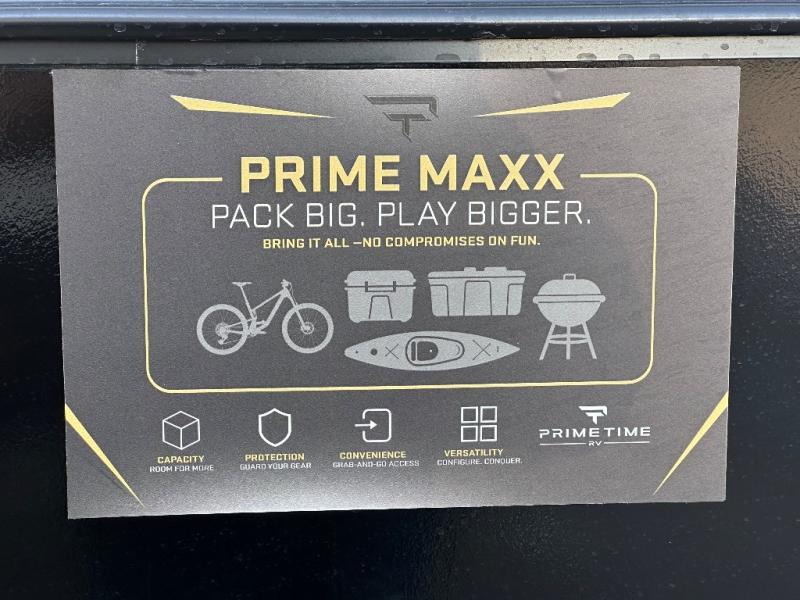 PRIME MAXX
PACK BIG. PLAY BIGGER.
BRING IT ALL –NO COMPROMISES ON FUN.
CAPACITY
ROOM FOR MORE
PROTECTION
GUARD YOUR GEAR
CONVENIENCE
GRAB-AND-GO ACCESS
VERSATILITY
CONFIGURE. CONQUER.
PRIME TIME
RV